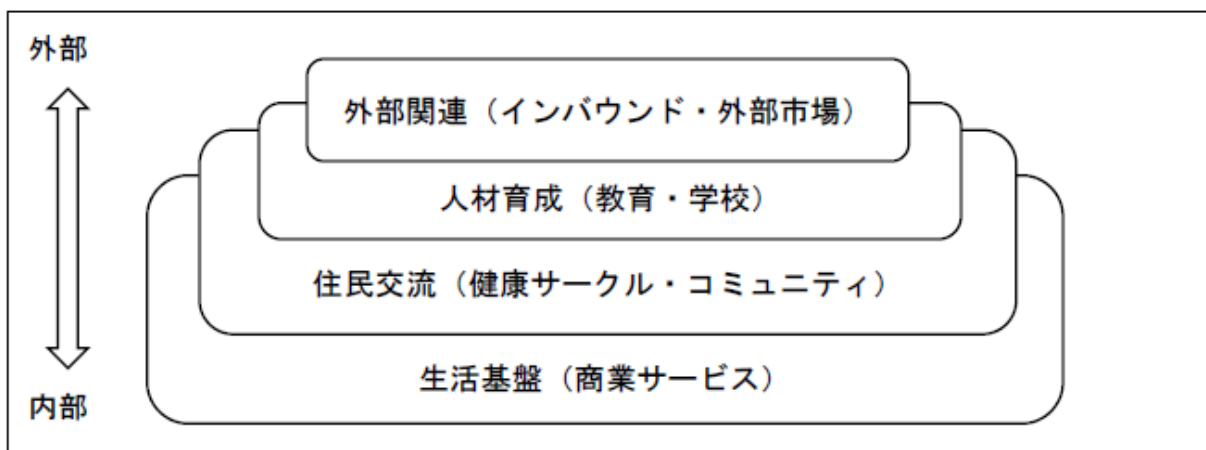 外部
外部関連（インバウンド・外部市場）
人材育成（教育・学校）
住民交流（健康サークル・コミュニティ）
生活基盤（商業サービス）
内部